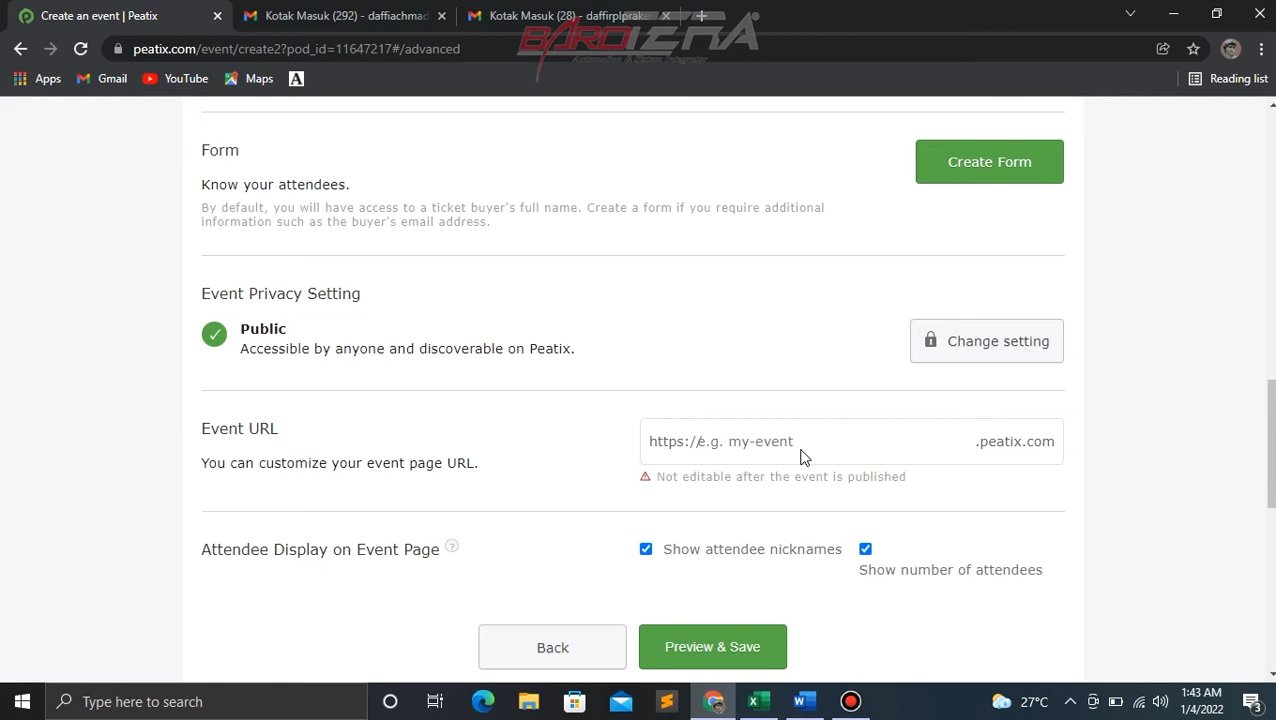 Create an event | Peatix
Kotak Masuk (292) - daffiachma
Kotak Masuk (28) - daffirplprake
BAROTERA
peatix.com/event/create2?pod_id=11647217#/advanced
Apps
Gmail
YouTube
Maps
A
Reading list
Form
Create Form
Know your attendees.
By default, you will have access to a ticket buyer's full name. Create a form if you require additional
information such as the buyer's email address.
Event Privacy Setting
Public
Accessible by anyone and discoverable on Peatix.
Change setting
Event URL
https://e.g. my-event
.peatix.com
You can customize your event page URL.
Not editable after the event is published
Attendee Display on Event Page ?
Show attendee nicknames
Show number of attendees
Back
Preview & Save
Type here to search
27°C
1:43 AM
1/4/2022
3